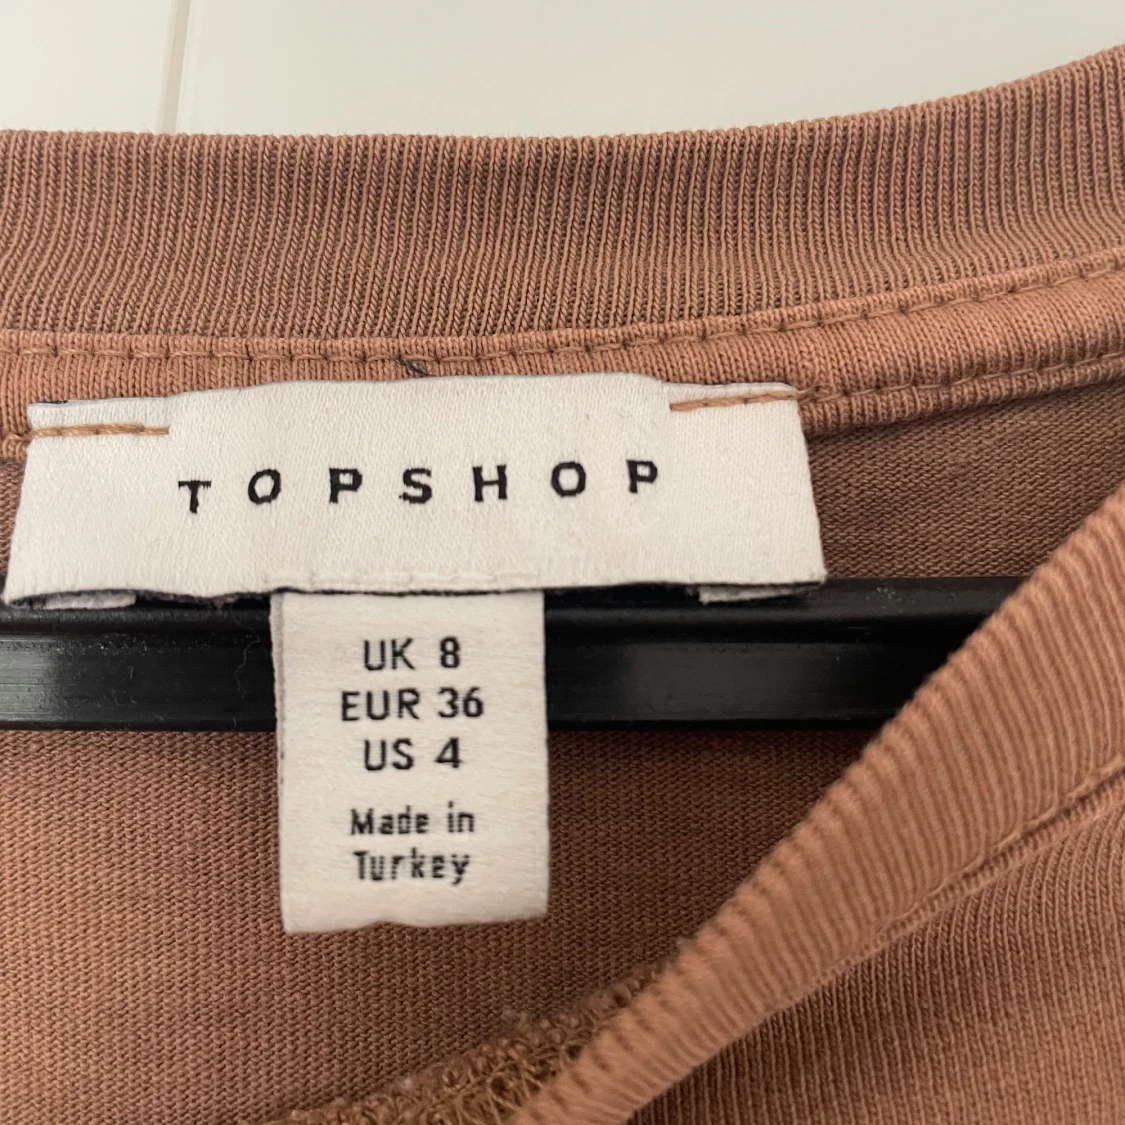 TOPSHOP
UK 8
EUR 36
US 4
Made in
Turkey